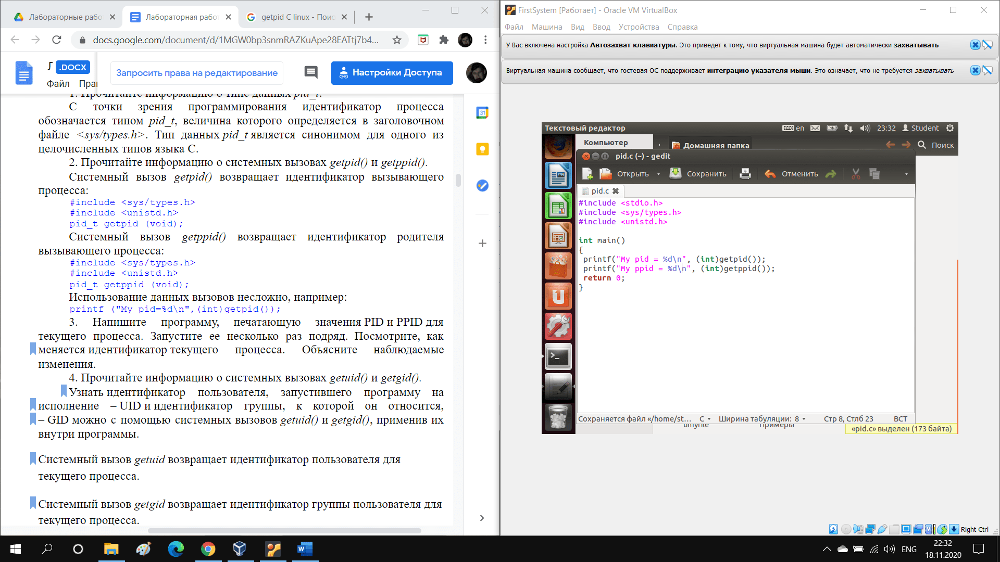 Лабораторные рабо
Лабораторная работ
getpid C linux - Поис
docs.google.com/document/d/1MGW0bp3snmRAZKuApe28EATtj7b4...
Л .DOCX
Файл Прав
Запросить права на редактирование
Настройки Доступа
1. Прочитайте информацию о типе данных pid_t.
С точки зрения программирования идентификатор процесса
обозначается типом pid_t, величина которого определяется в заголовочном
файле <sys/types.h>. Тип данных pid_t является синонимом для одного из
целочисленных типов языка C.
2. Прочитайте информацию о системных вызовах getpid() и getppid().
Системный вызов getpid() возвращает идентификатор вызывающего
процесса:
#include <sys/types.h>
#include <unistd.h>
pid_t getpid (void);
Системный вызов getppid() возвращает идентификатор родителя
вызывающего процесса:
#include <sys/types.h>
#include <unistd.h>
pid_t getppid (void);
Использование данных вызовов несложно, например:
printf ("My pid=%d\n",(int)getpid());
3. Напишите программу, печатающую значения PID и PPID для
текущего процесса. Запустите ее несколько раз подряд. Посмотрите, как
меняется идентификатор текущего процесса. Объясните наблюдаемые
изменения.
4. Прочитайте информацию о системных вызовах getuid() и getgid().
Узнать идентификатор пользователя, запустившего программу на
исполнение – UID и идентификатор группы, к которой он относится,
– GID можно с помощью системных вызовов getuid() и getgid(), применив их
внутри программы.
Системный вызов getuid возвращает идентификатор пользователя для
текущего процесса.
Системный вызов getgid возвращает идентификатор группы пользователя для
текущего процесса.
31
FirstSystem [Работает] - Oracle VM VirtualBox
Файл Машина Вид Ввод Устройства Справка
У Вас включена настройка Автозахват клавиатуры. Это приведет к тому, что виртуальная машина будет автоматически захватывать
Виртуальная машина сообщает, что гостевая ОС поддерживает интеграцию указателя мыши. Это означает, что не требуется захватывать
Текстовый редактор en 23:32 Student
Компьютер Домашняя папка Поиск
pid.c (~) - gedit
Открыть Сохранить Отменить
pid.c
#include <stdio.h>
#include <sys/types.h>
#include <unistd.h>
int main()
{
printf("My pid = %d\n", (int)getpid());
printf("My ppid = %d\n", (int)getppid());
return 0;
}
Сохраняется файл «/home/st... C Ширина табуляции: 8 Стр 8, Стлб 23 ВСТ
Примеры
«pid.c» выделен (173 байта)
Right Ctrl
ENG
22:32
18.11.2020